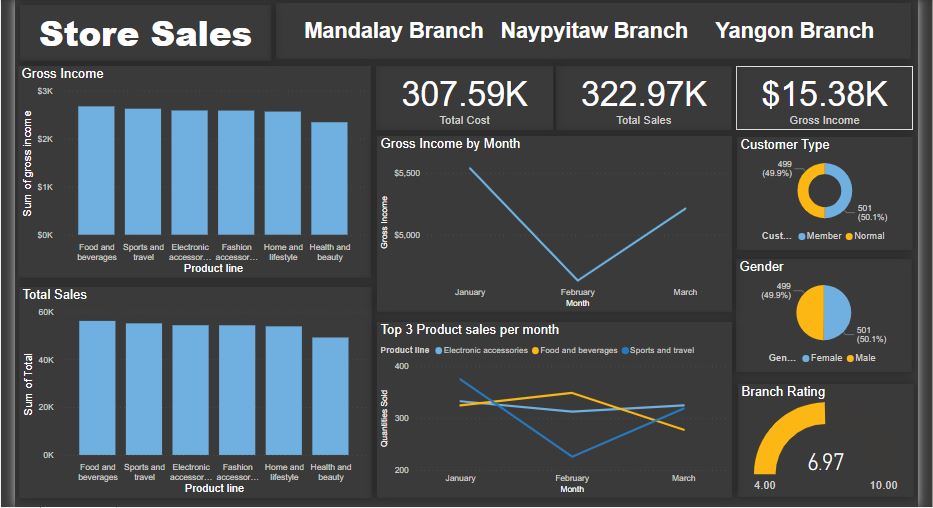 Store Sales
Mandalay Branch Naypyitaw Branch Yangon Branch
Gross Income
$3K
$2K
$1K
$0K
Sum of gross income
Food and beverages
Sports and travel
Electronic accessor...
Fashion accessor...
Home and lifestyle
Health and beauty
Product line
Total Sales
60K
40K
20K
0K
Sum of Total
Food and beverages
Sports and travel
Electronic accessor...
Fashion accessor...
Home and lifestyle
Health and beauty
Product line
307.59K
Total Cost
322.97K
Total Sales
$15.38K
Gross Income
Gross Income by Month
$5,500
$5,000
Gross Income
January February March
Month
Top 3 Product sales per month
Product line Electronic accessories Food and beverages Sports and travel
400
300
200
Quantities Sold
January February March
Month
Customer Type
499
(49.9%)
501
(50.1%)
Cust... Member Normal
Gender
499
(49.9%)
501
(50.1%)
Gen... Female Male
Branch Rating
6.97
4.00 10.00